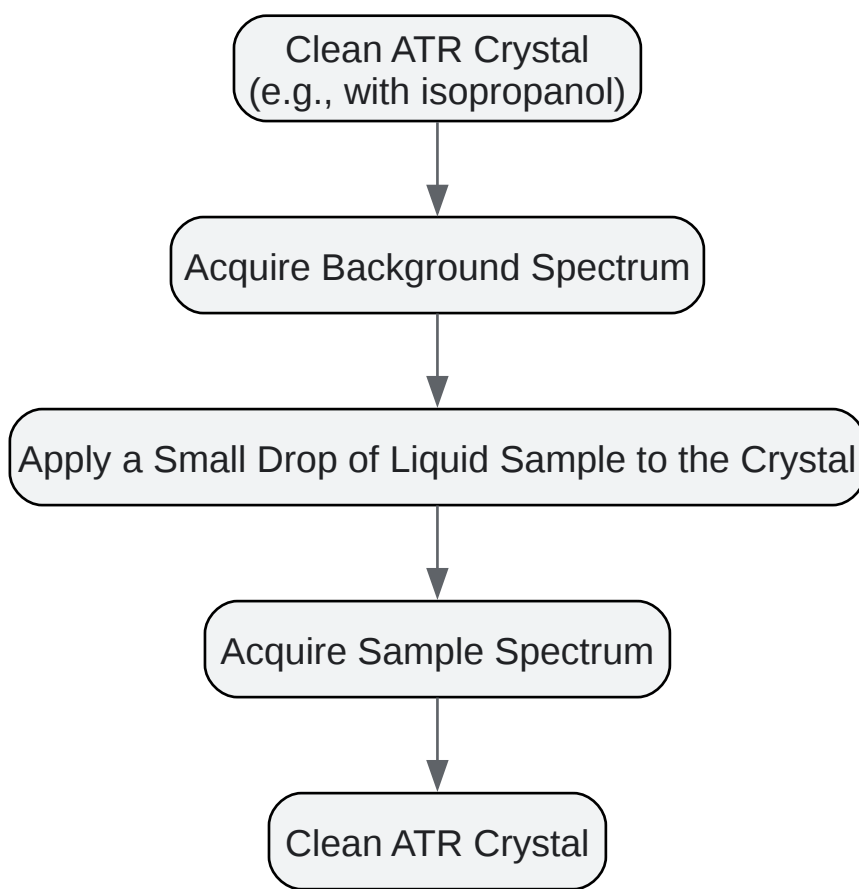 Clean ATR Crystal
(e.g., with isopropanol)
Acquire Background Spectrum
Apply a Small Drop of Liquid Sample to the Crystal
Acquire Sample Spectrum
Clean ATR Crystal